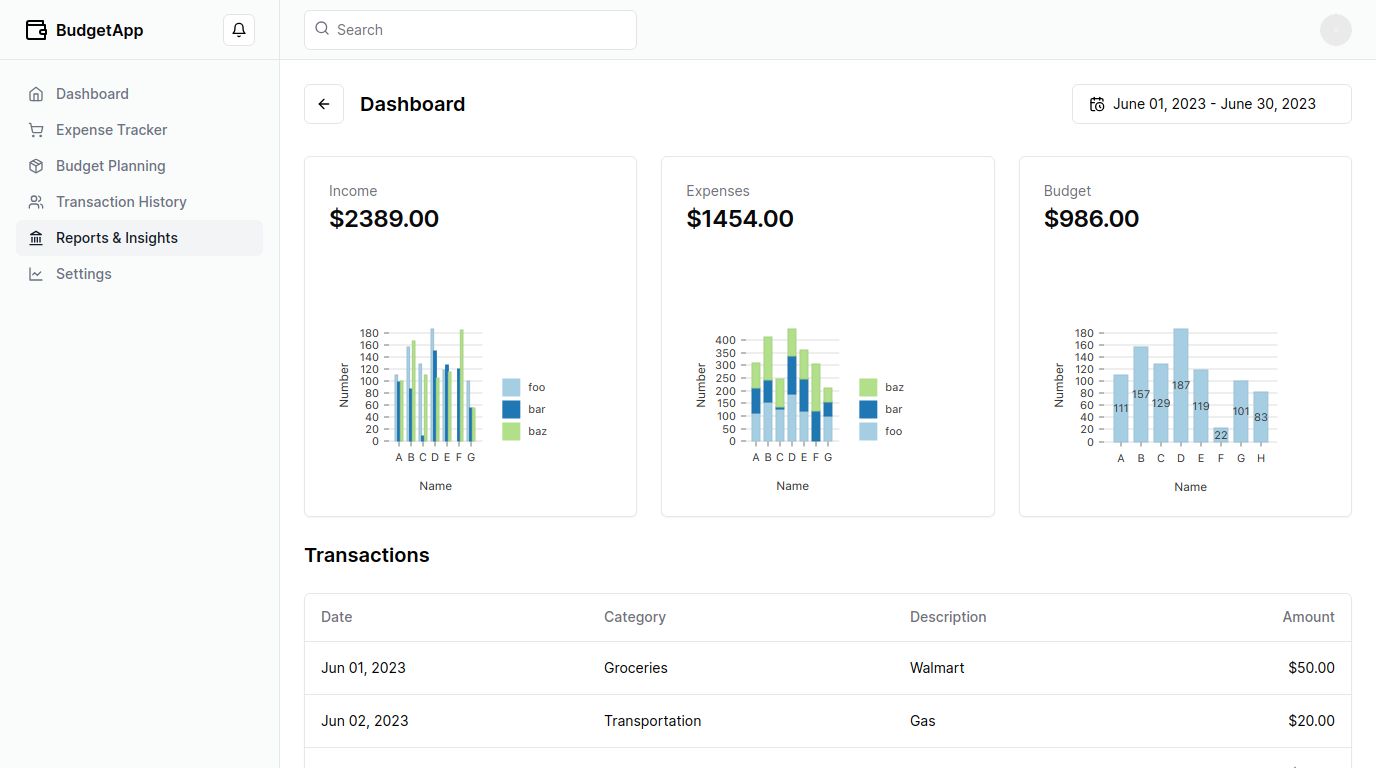 BudgetApp
Search
Dashboard
Expense Tracker
Budget Planning
Transaction History
Reports & Insights
Settings
Dashboard
June 01, 2023 - June 30, 2023
Income
$2389.00
180
160
140
120
100
80
60
40
20
0
Number
A B C D E F G
Name
foo
bar
baz
Expenses
$1454.00
400
350
300
250
200
150
100
50
0
Number
A B C D E F G
Name
baz
bar
foo
Budget
$986.00
180
160
140
120
100
80
60
40
20
0
Number
111 157 129 187 119 22 101 83
A B C D E F G H
Name
Transactions
Date Category Description Amount
Jun 01, 2023 Groceries Walmart $50.00
Jun 02, 2023 Transportation Gas $20.00